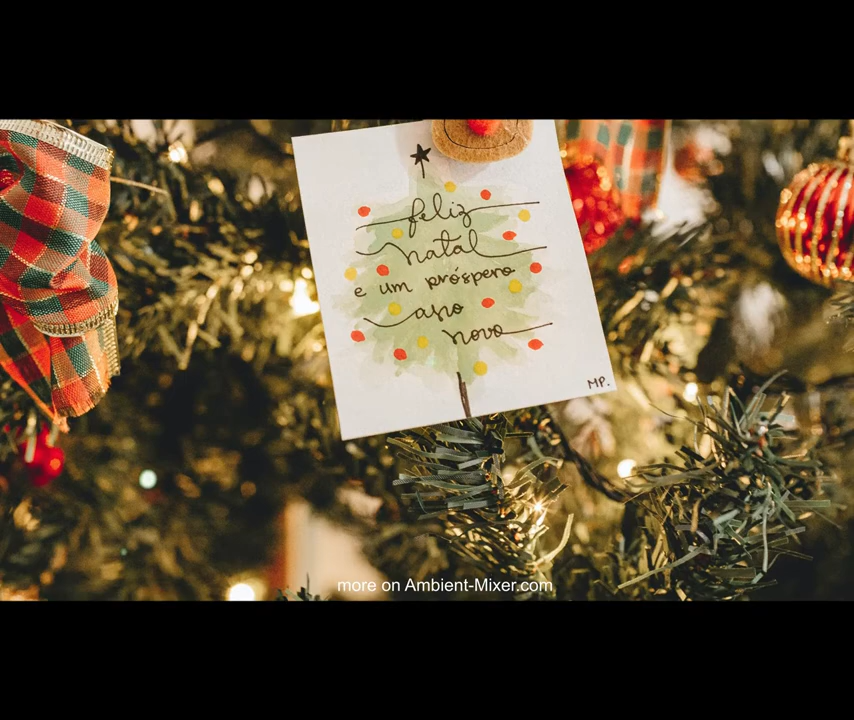 feliz
natal
e um próspero
ano
novo
MP.
more on Ambient-Mixer.com